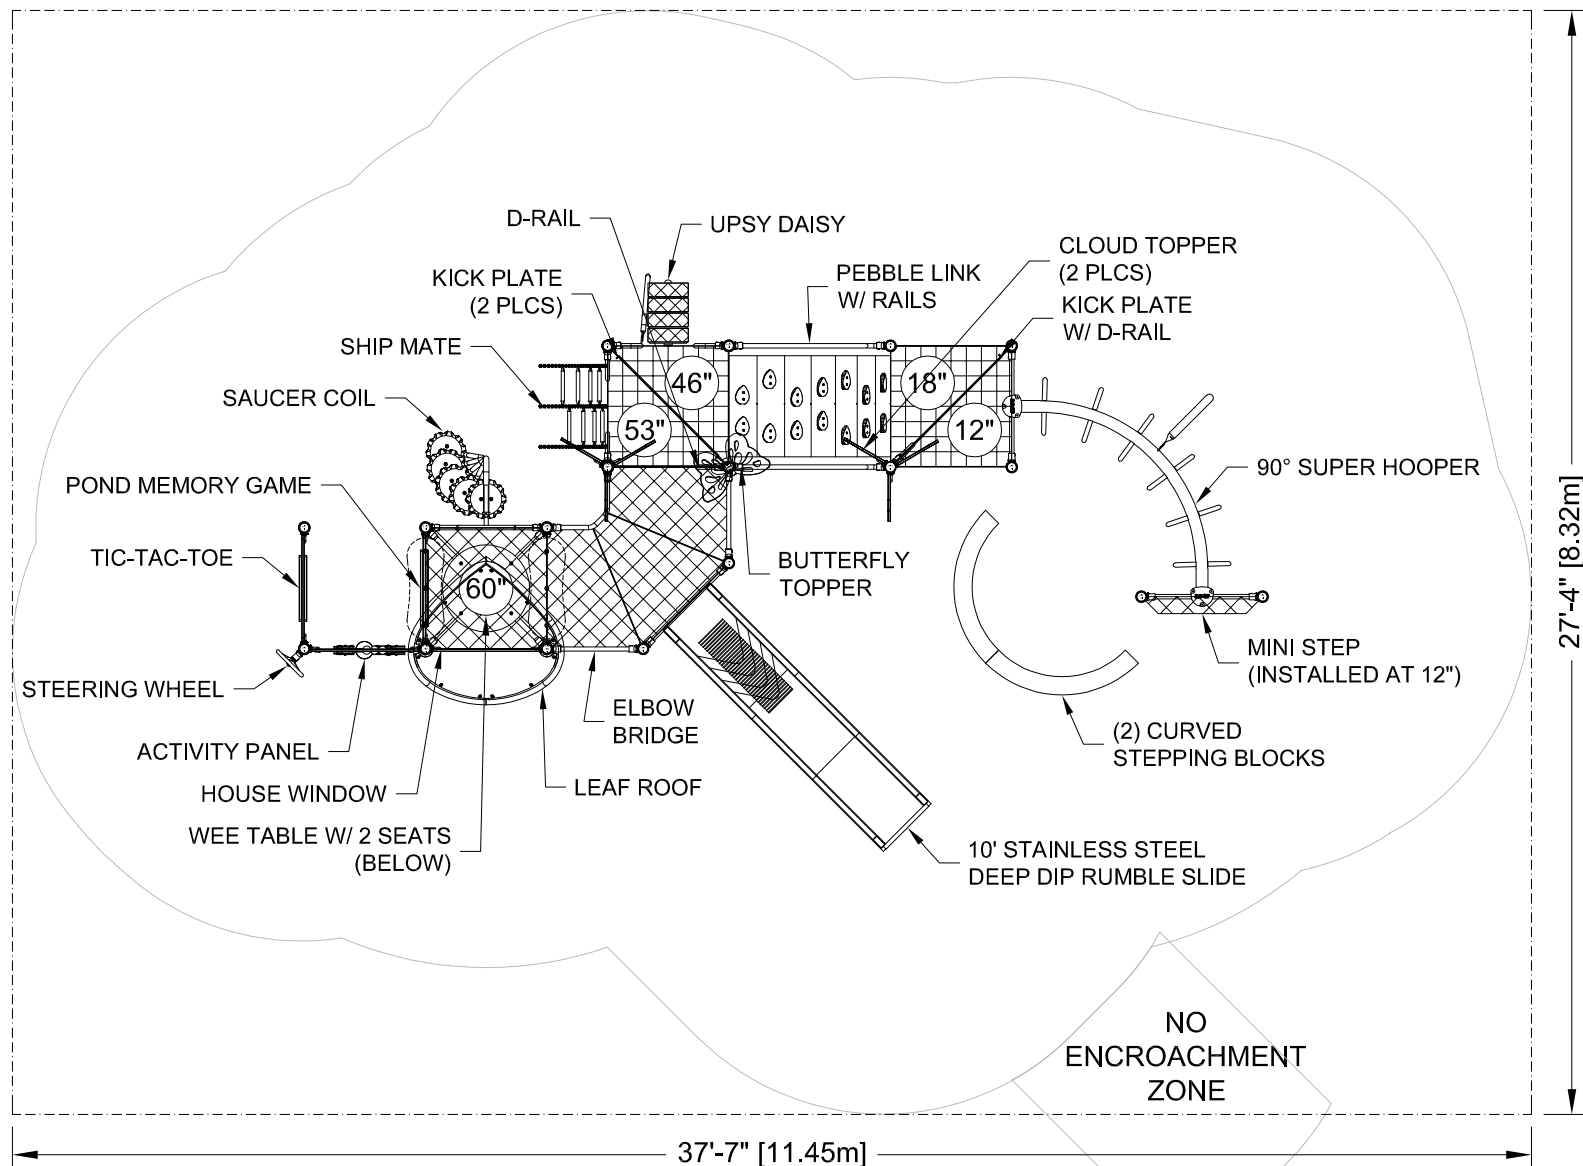 D-RAIL
UPSY DAISY
CLOUD TOPPER
(2 PLCS)
KICK PLATE
(2 PLCS)
PEBBLE LINK
W/ RAILS
KICK PLATE
W/ D-RAIL
SHIP MATE
SAUCER COIL
46"
18"
53"
12"
POND MEMORY GAME
90° SUPER HOOPER
TIC-TAC-TOE
BUTTERFLY
TOPPER
60"
27'-4" [8.32m]
STEERING WHEEL
MINI STEP
(INSTALLED AT 12")
ELBOW
BRIDGE
ACTIVITY PANEL
(2) CURVED
STEPPING BLOCKS
HOUSE WINDOW
LEAF ROOF
WEE TABLE W/ 2 SEATS
(BELOW)
10' STAINLESS STEEL
DEEP DIP RUMBLE SLIDE
NO
ENCROACHMENT
ZONE
37'-7" [11.45m]